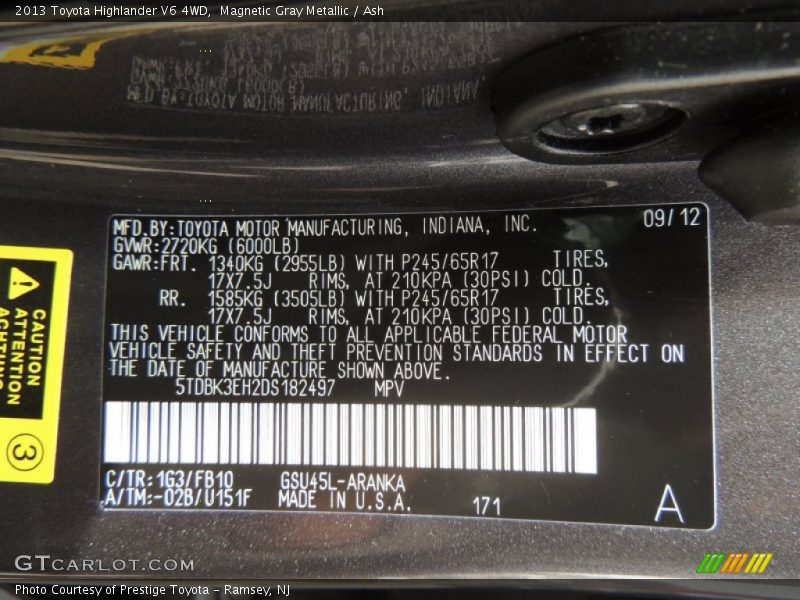 2013 Toyota Highlander V6 4WD,  Magnetic Gray Metallic / Ash
MFD.BY:TOYOTA MOTOR MANUFACTURING, INDIANA, INC. 09/12
GVWR:2720KG (6000LB)
GAWR:FRT. 1340KG (2955LB) WITH P245/65R17 TIRES,
17X7.5J RIMS, AT 210KPA (30PSI) COLD.
RR. 1585KG (3505LB) WITH P245/65R17 TIRES,
17X7.5J RIMS, AT 210KPA (30PSI) COLD.
THIS VEHICLE CONFORMS TO ALL APPLICABLE FEDERAL MOTOR
VEHICLE SAFETY AND THEFT PREVENTION STANDARDS IN EFFECT ON
THE DATE OF MANUFACTURE SHOWN ABOVE.
5TDBK3EH2DS182497 MPV
C/TR:1G3/FB10 GSU45L-ARANKA
A/TM:-02B/U151F MADE IN U.S.A. 171 A
CAUTION
ATTENTION
ACHTUNG
3
GTCARLOT.COM
Photo Courtesy of Prestige Toyota - Ramsey, NJ